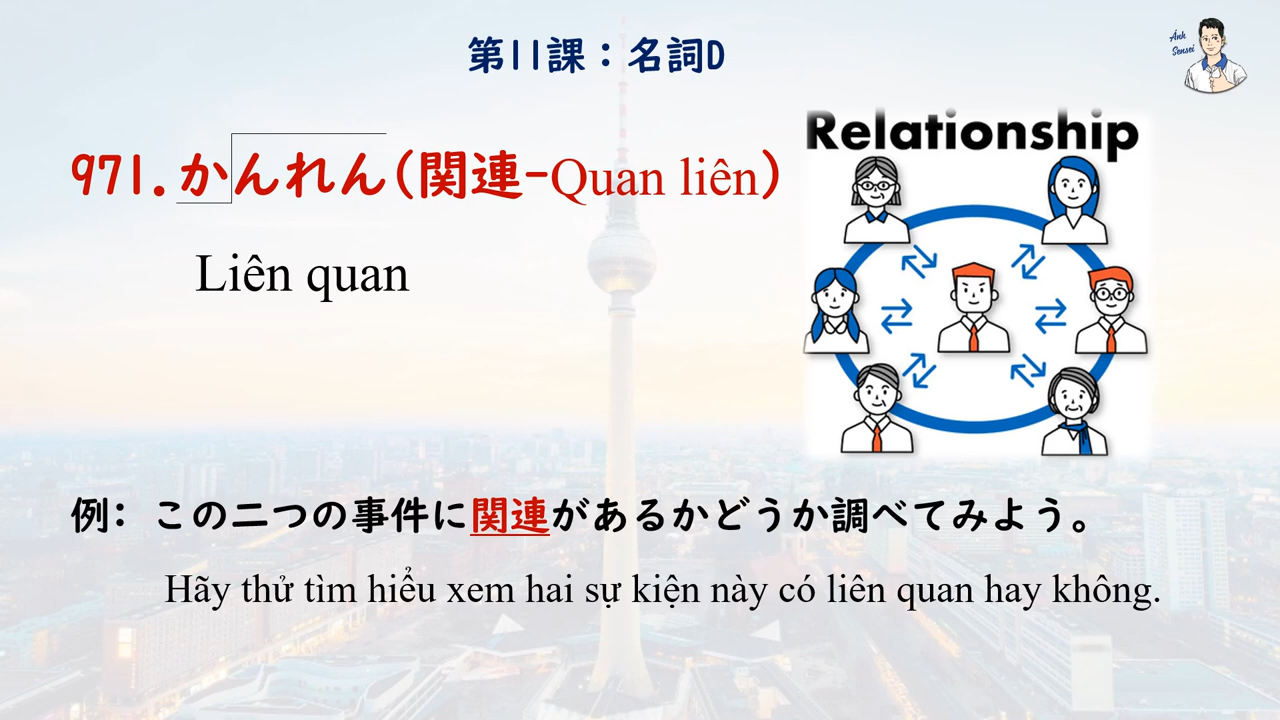 第11課：名詞D
Ánh
Sensei
971.かんれん(関連-Quan liên)
Relationship
Liên quan
例: この二つの事件に関連があるかどうか調べてみよう。
Hãy thử tìm hiểu xem hai sự kiện này có liên quan hay không.